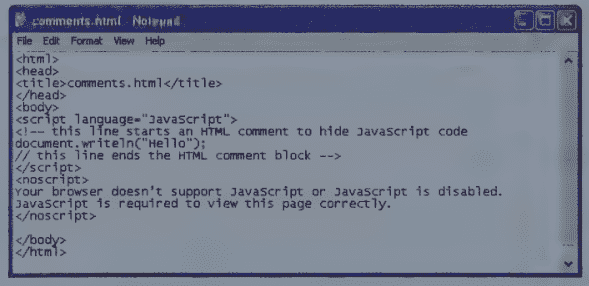 comments.html - Notepad
File Edit Format View Help
<html>
<head>
<title>comments.html</title>
</head>
<body>
<script language="JavaScript">
<!-- this line starts an HTML comment to hide JavaScript code
document.writeln("Hello");
// this line ends the HTML comment block -->
</script>
<noscript>
Your browser doesn't support JavaScript or JavaScript is disabled.
JavaScript is required to view this page correctly.
</noscript>
</body>
</html>